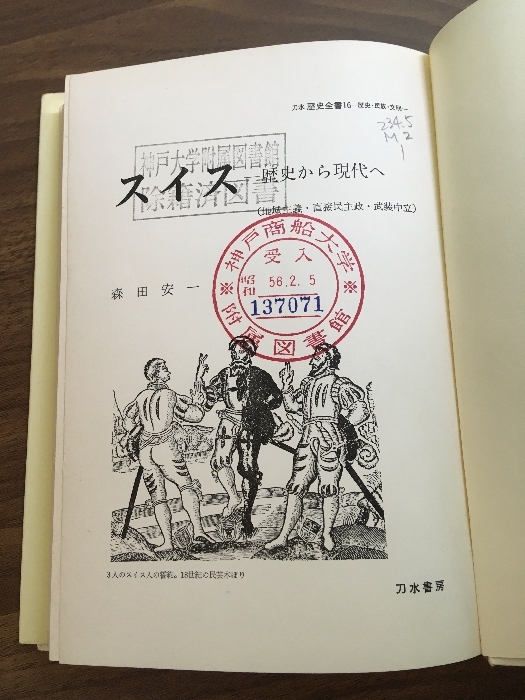 刀水歴史全書16 歴史・民族・文明—
234.5
M2
1
神戸大学附属図書館
除籍済図書
スイス——歴史から現代へ
(地域主義・直接民主政・武装中立)
※神戸商船大学※
受入
昭和
56.2.5
137071
附属図書館
森田安一
3人のスイス人の誓約。18世紀の民芸木彫り
刀水書房